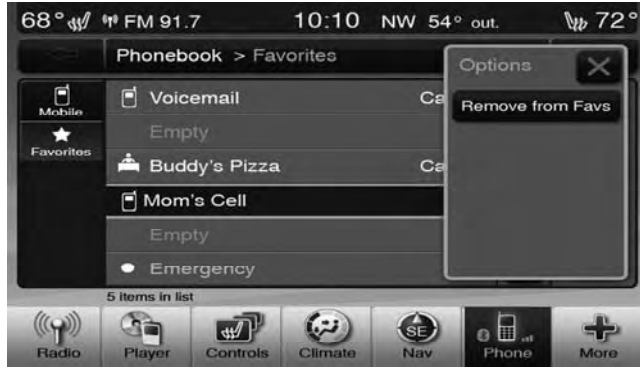 68° FM 91.7 10:10 NW 54° out. 72°
Phonebook > Favorites
Options
Mobile
Voicemail Ca
Remove from Favs
Empty
Favorites
Buddy's Pizza Ca
Mom's Cell
Empty
Emergency
5 items in list
SE
Radio Player Controls Climate Nav Phone More